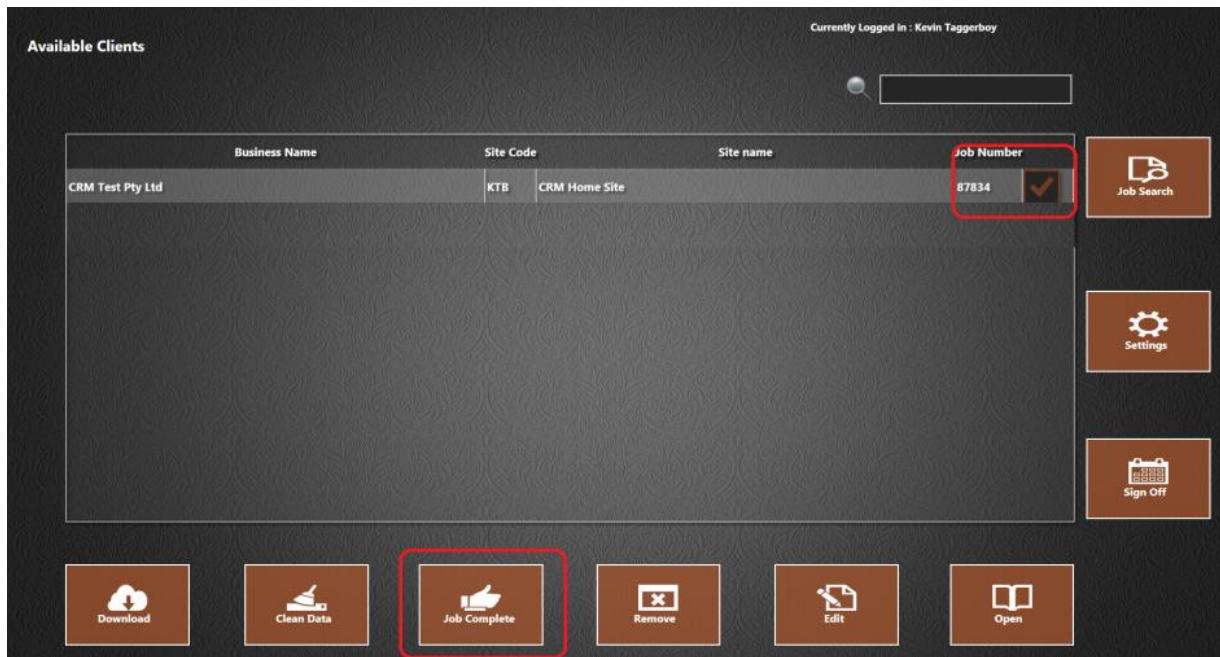 Currently Logged in : Kevin Taggerboy
Available Clients
Business Name Site Code Site name Job Number
CRM Test Pty Ltd KTB CRM Home Site 87834
Job Search
Settings
Sign Off
Download Clean Data Job Complete Remove Edit Open